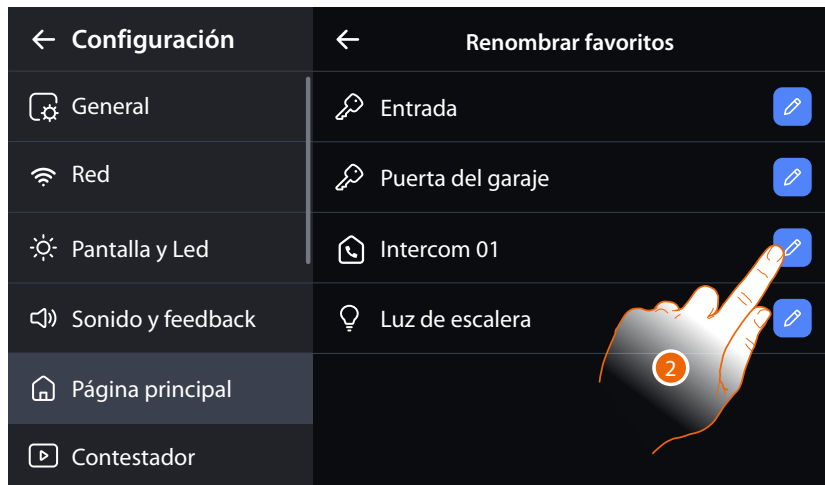 Configuración
General
Red
Pantalla y Led
Sonido y feedback
Página principal
Contestador
Renombrar favoritos
Entrada
Puerta del garaje
Intercom 01
Luz de escalera
2